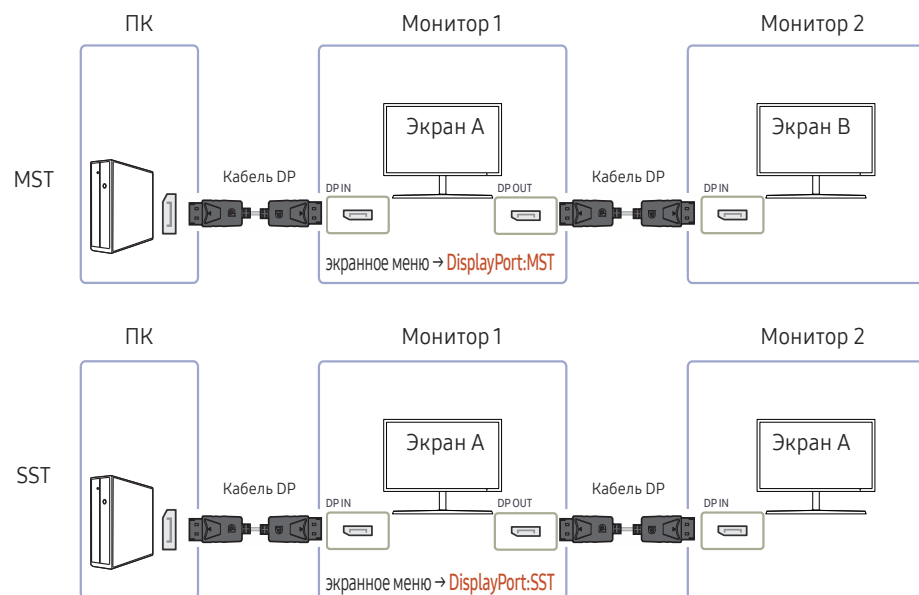 ПК Монитор 1 Монитор 2
Экран A Экран B
MST
Кабель DP DP IN DP OUT Кабель DP DP IN
экранное меню → DisplayPort:MST
ПК Монитор 1 Монитор 2
Экран A Экран A
SST
Кабель DP DP IN DP OUT Кабель DP DP IN
экранное меню → DisplayPort:SST